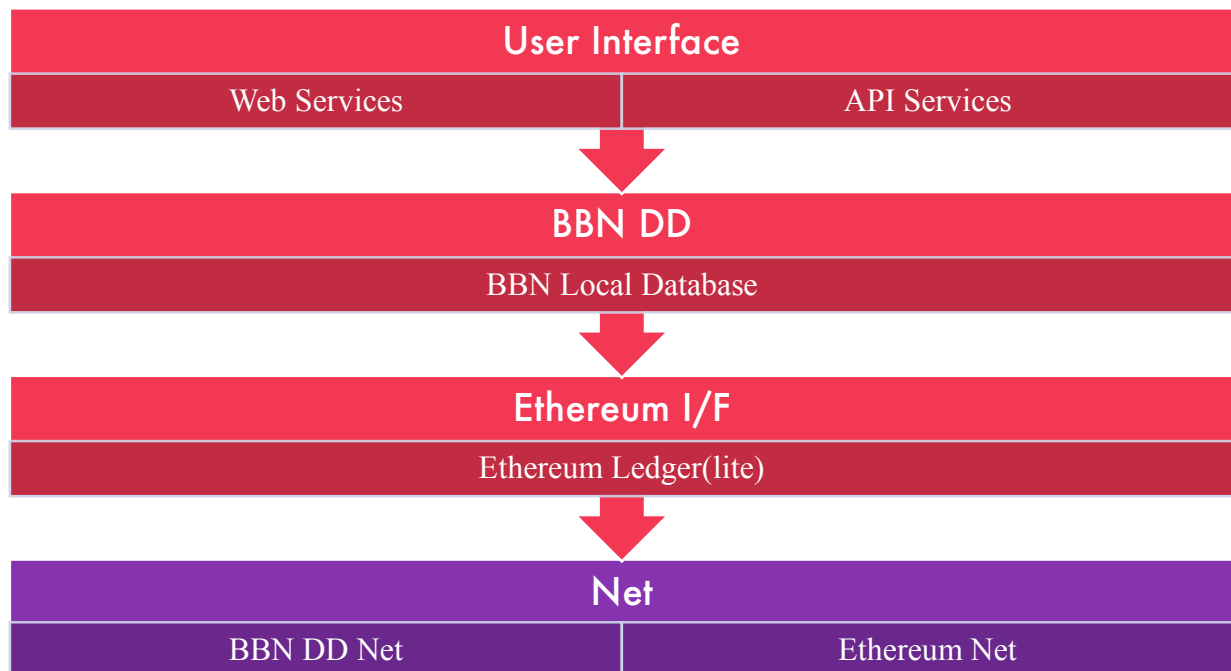 User Interface
Web Services
API Services
BBN DD
BBN Local Database
Ethereum I/F
Ethereum Ledger(lite)
Net
BBN DD Net
Ethereum Net